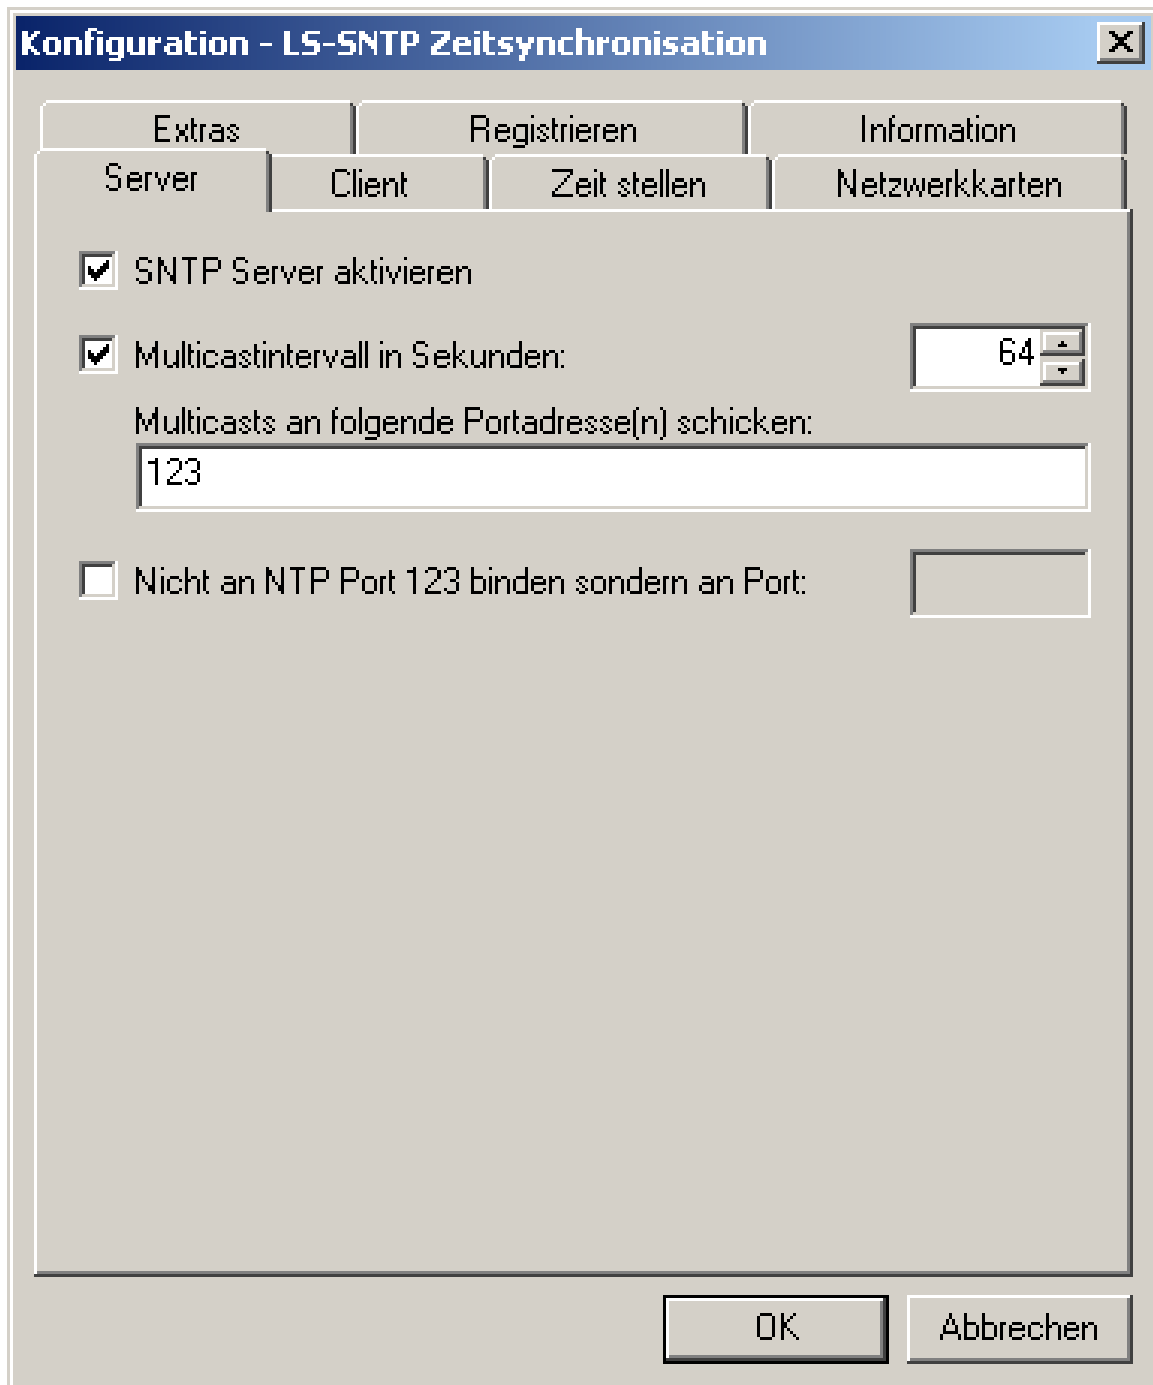 Konfiguration - LS-SNTP Zeitsynchronisation
Extras Registrieren Information
Server Client Zeit stellen Netzwerkkarten
SNTP Server aktivieren
Multicastintervall in Sekunden: 64
Multicasts an folgende Portadresse(n) schicken:
123
Nicht an NTP Port 123 binden sondern an Port:
OK Abbrechen